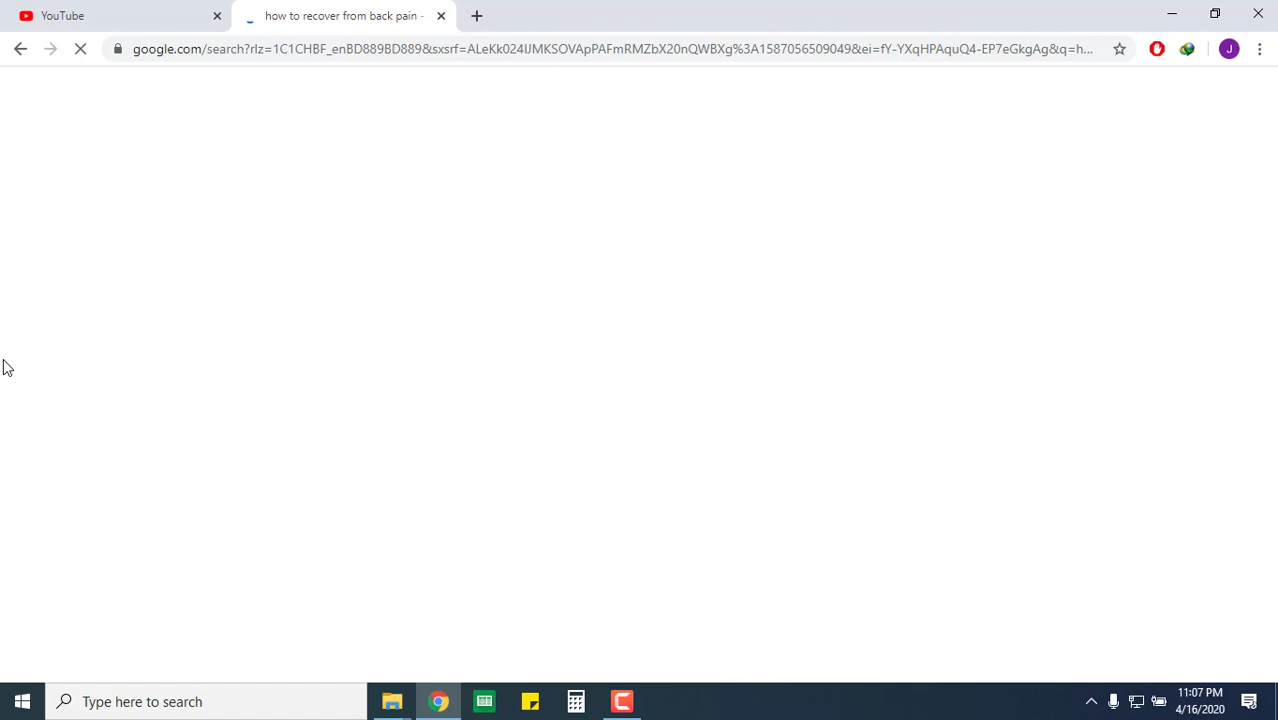 YouTube
how to recover from back pain -
google.com/search?rlz=1C1CHBF_enBD889BD889&sxsrf=ALeKk024IJMKSOVApPAFmRMZbX20nQWBXg%3A1587056509049&ei=fY-YXqHPAquQ4-EP7eGkgAg&q=h...
J
Type here to search
11:07 PM
4/16/2020